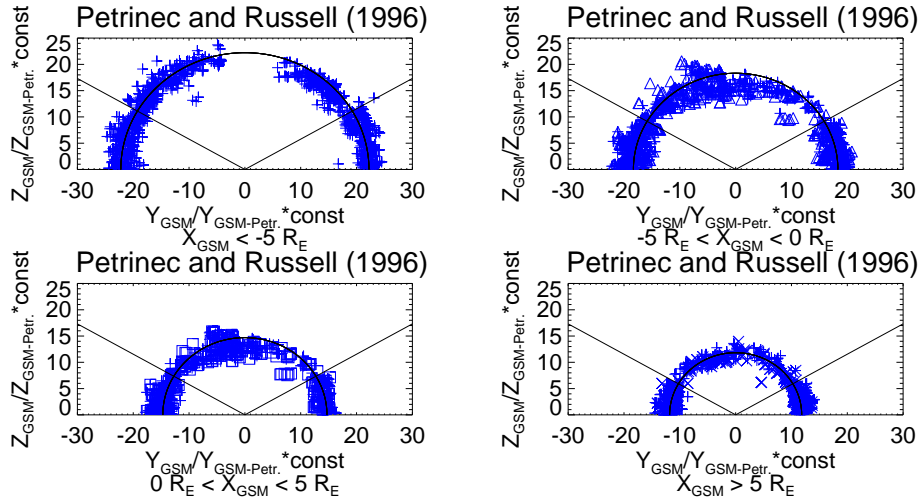 Petrinec and Russell (1996)
Z_GSM/Z_GSM-Petr.*const
25
20
15
10
5
0
-30 -20 -10 0 10 20 30
Y_GSM/Y_GSM-Petr.*const
X_GSM < -5 R_E
Petrinec and Russell (1996)
Z_GSM/Z_GSM-Petr.*const
25
20
15
10
5
0
-30 -20 -10 0 10 20 30
Y_GSM/Y_GSM-Petr.*const
-5 R_E < X_GSM < 0 R_E
Petrinec and Russell (1996)
Z_GSM/Z_GSM-Petr.*const
25
20
15
10
5
0
-30 -20 -10 0 10 20 30
Y_GSM/Y_GSM-Petr.*const
0 R_E < X_GSM < 5 R_E
Petrinec and Russell (1996)
Z_GSM/Z_GSM-Petr.*const
25
20
15
10
5
0
-30 -20 -10 0 10 20 30
Y_GSM/Y_GSM-Petr.*const
X_GSM > 5 R_E